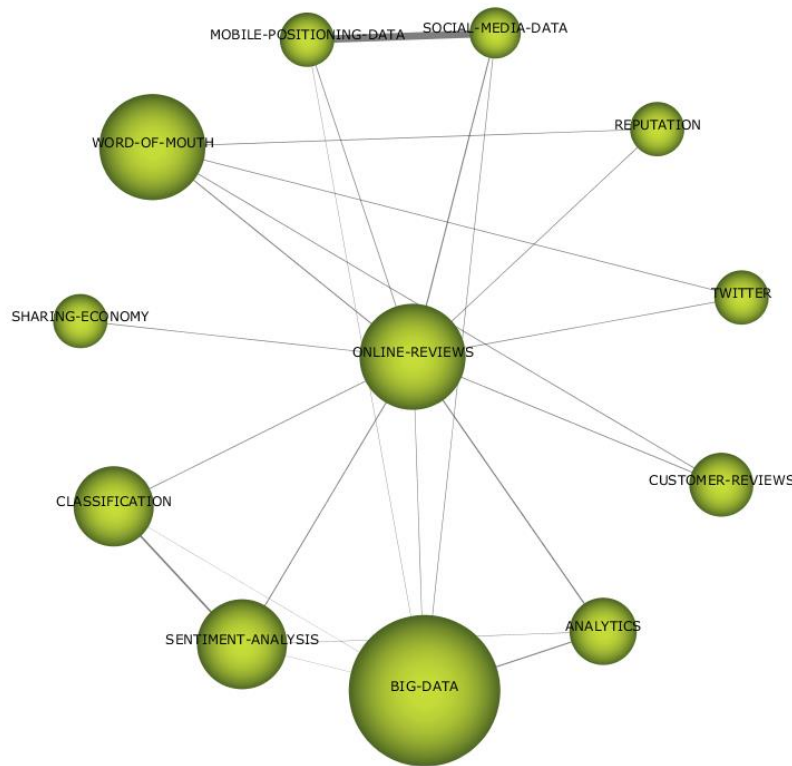 MOBILE-POSITIONING-DATA
SOCIAL-MEDIA-DATA
REPUTATION
WORD-OF-MOUTH
TWITTER
SHARING-ECONOMY
ONLINE-REVIEWS
CUSTOMER-REVIEWS
CLASSIFICATION
ANALYTICS
SENTIMENT-ANALYSIS
BIG-DATA